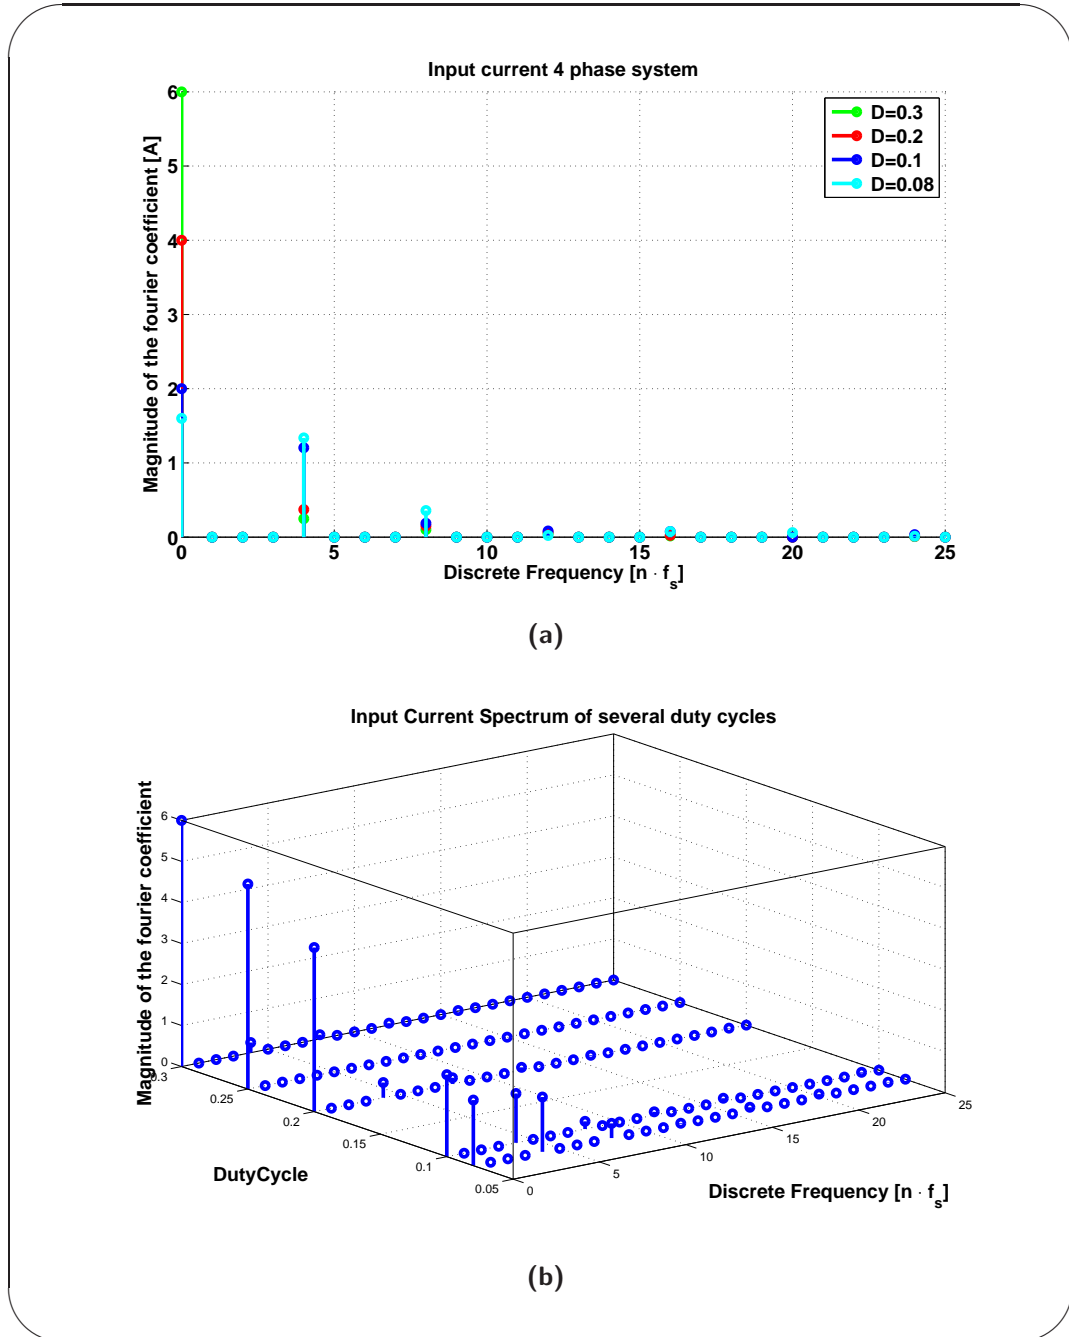 Input current 4 phase system
Magnitude of the fourier coefficient [A]
6
5
4
3
2
1
0
D=0.3
D=0.2
D=0.1
D=0.08
0 5 10 15 20 25
Discrete Frequency [n · f_s]
(a)
Input Current Spectrum of several duty cycles
Magnitude of the fourier coefficient
6
5
4
3
2
1
0
0.3
0.25
0.2
0.15
0.1
0.05
DutyCycle
0 5 10 15 20 25
Discrete Frequency [n · f_s]
(b)